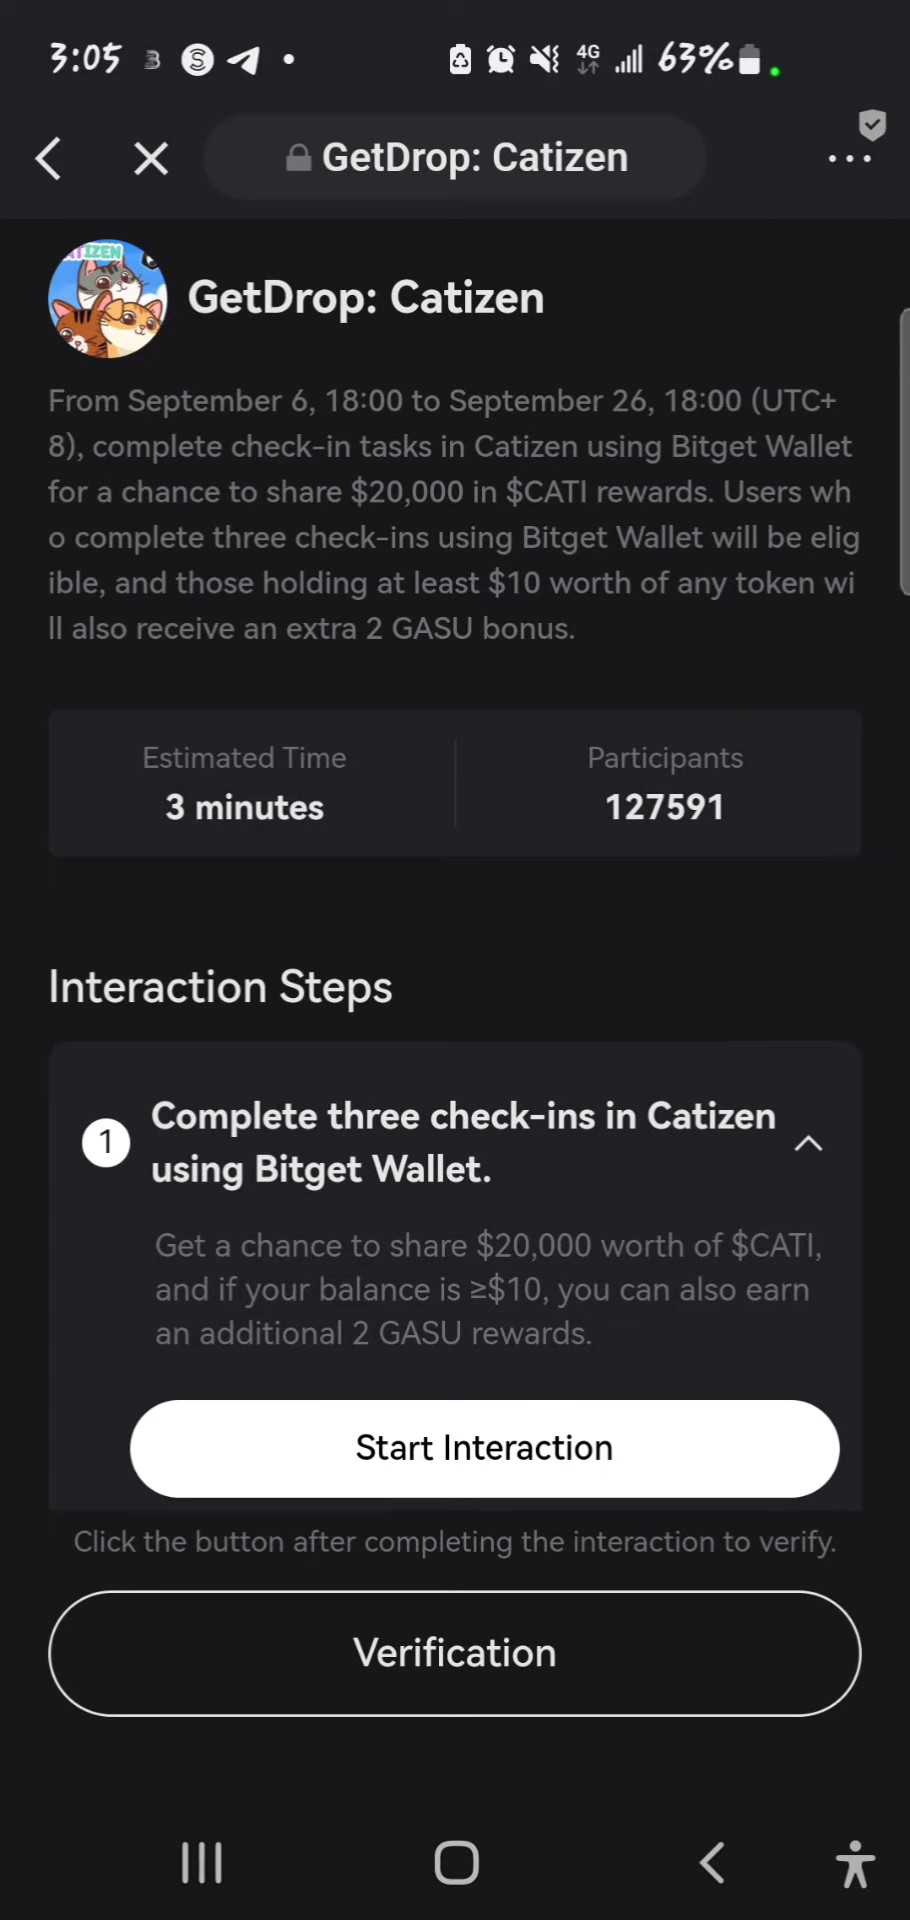 3:05
4G
63%
GetDrop: Catizen
GetDrop: Catizen
From September 6, 18:00 to September 26, 18:00 (UTC+
8), complete check-in tasks in Catizen using Bitget Wallet
for a chance to share $20,000 in $CATI rewards. Users wh
o complete three check-ins using Bitget Wallet will be elig
ible, and those holding at least $10 worth of any token wi
ll also receive an extra 2 GASU bonus.
Estimated Time
3 minutes
Participants
127591
Interaction Steps
1
Complete three check-ins in Catizen
using Bitget Wallet.
Get a chance to share $20,000 worth of $CATI,
and if your balance is ≥$10, you can also earn
an additional 2 GASU rewards.
Start Interaction
Click the button after completing the interaction to verify.
Verification